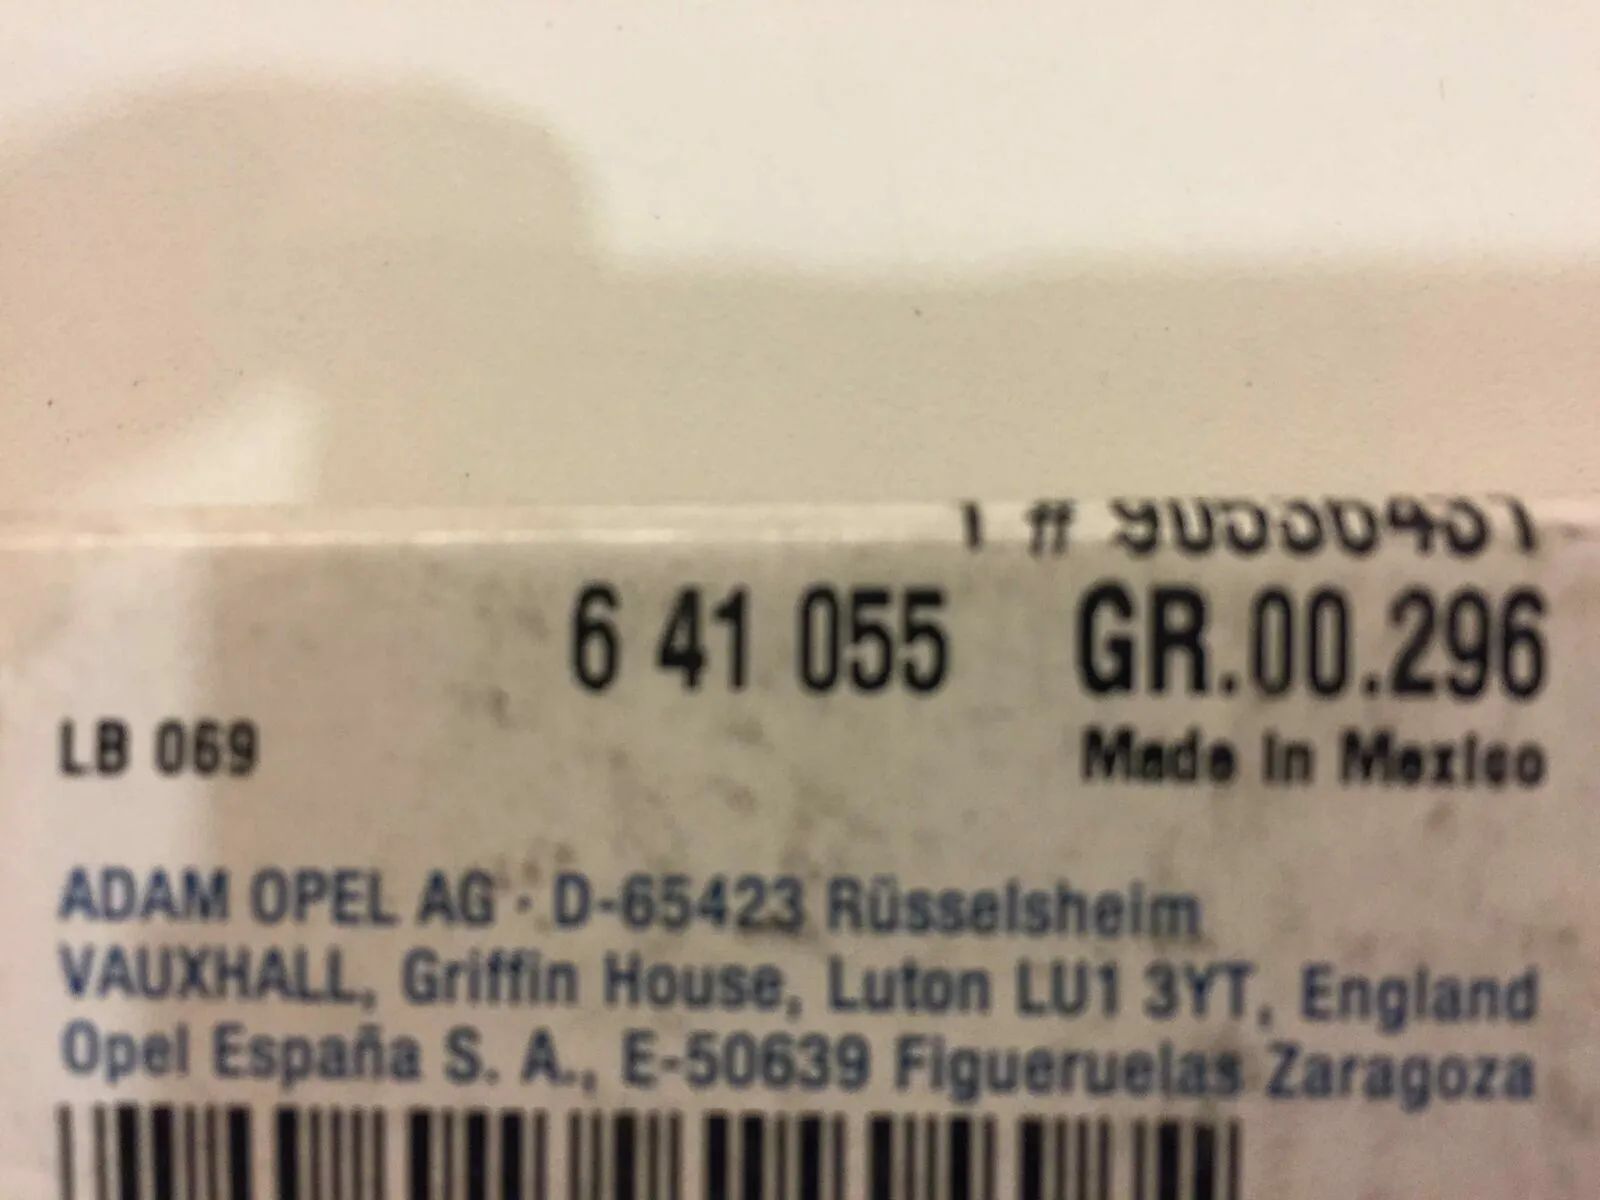 6 41 055 GR.00.296
LB 069 Made in Mexico
ADAM OPEL AG · D-65423 Rüsselsheim
VAUXHALL, Griffin House, Luton LU1 3YT, England
Opel España S. A., E-50639 Figueruelas Zaragoza